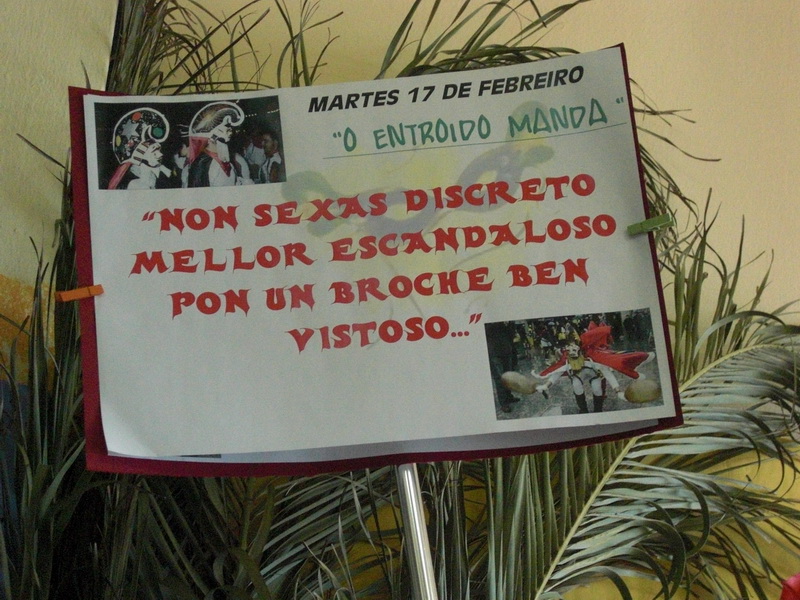 MARTES 17 DE FEBREIRO
"O ENTROIDO MANDA"
"NON SEXAS DISCRETO
MELLOR ESCANDALOSO
PON UN BROCHE BEN
VISTOSO..."